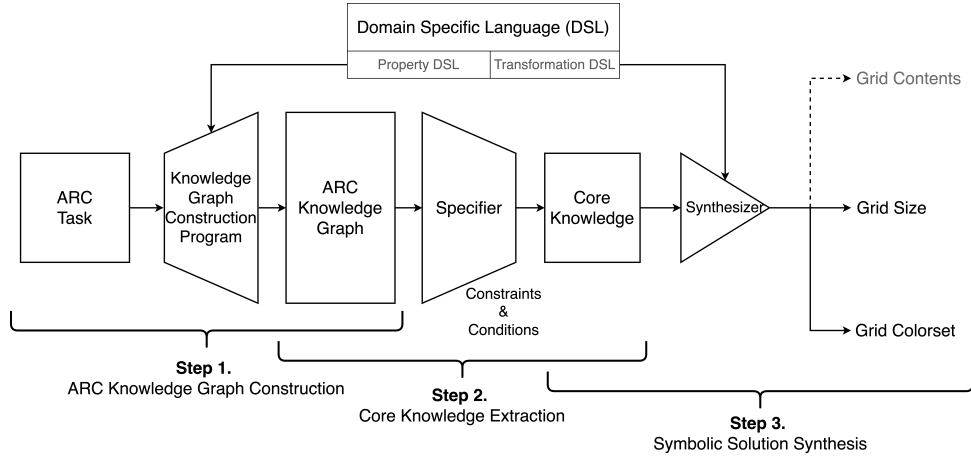 Domain Specific Language (DSL)
Property DSL
Transformation DSL
Grid Contents
ARC
Task
Knowledge
Graph
Construction
Program
ARC
Knowledge
Graph
Specifier
Core
Knowledge
Synthesizer
Grid Size
Constraints
&
Conditions
Grid Colorset
Step 1.
ARC Knowledge Graph Construction
Step 2.
Core Knowledge Extraction
Step 3.
Symbolic Solution Synthesis